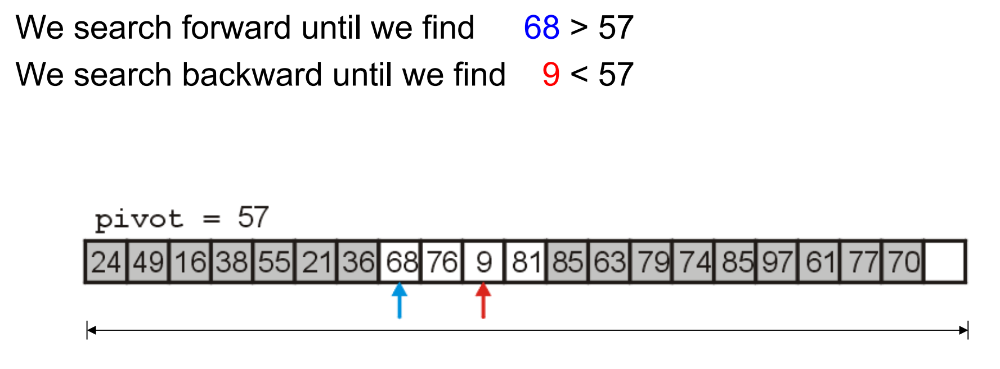 We search forward until we find 68 > 57
We search backward until we find 9 < 57
pivot = 57
24 49 16 38 55 21 36 68 76 9 81 85 63 79 74 85 97 61 77 70